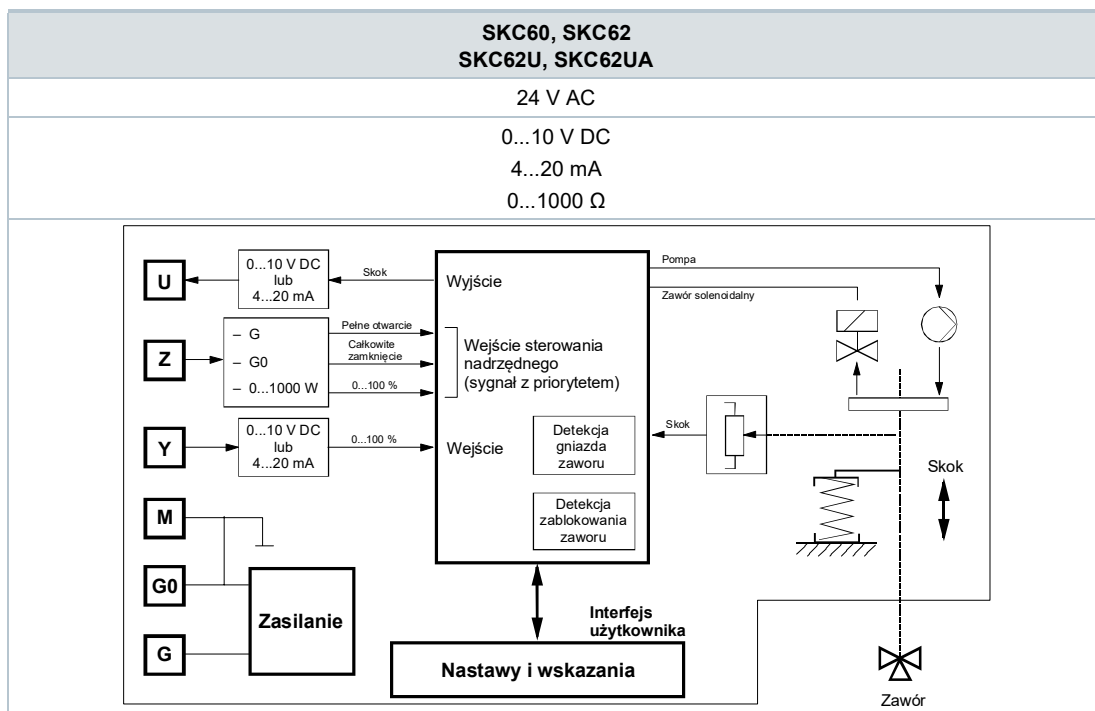 SKC60, SKC62
SKC62U, SKC62UA
24 V AC
0...10 V DC
4...20 mA
0...1000 Ω
U
0...10 V DC
lub
4...20 mA
Skok
Wyjście
Pompa
Zawór solenoidalny
Z
– G
– G0
– 0...1000 W
Pełne otwarcie
Całkowite
zamknięcie
0...100 %
Wejście sterowania
nadrzędnego
(sygnał z priorytetem)
Y
0...10 V DC
lub
4...20 mA
0...100 %
Wejście
Detekcja
gniazda
zaworu
Skok
Skok
Detekcja
zablokowania
zaworu
M
G0
G
Zasilanie
Interfejs
użytkownika
Nastawy i wskazania
Zawór